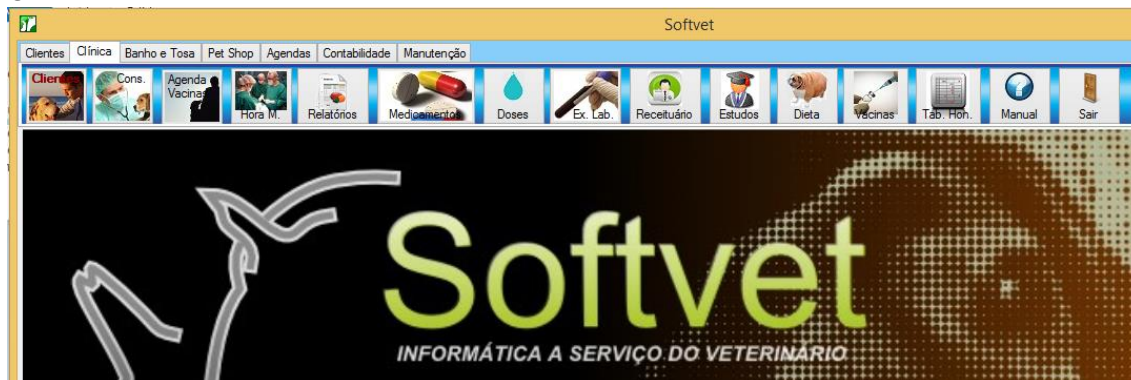 Softvet
Clientes Clínica Banho e Tosa Pet Shop Agendas Contabilidade Manutenção
Clientes Cons. Agenda Vacinas Hora M. Relatórios Medicamentos Doses Ex. Lab. Receituário Estudos Dieta Vacinas Tab. Hon. Manual Sair
Softvet
INFORMÁTICA A SERVIÇO DO VETERINÁRIO